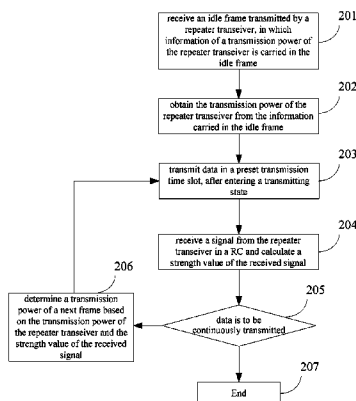 201
receive an idle frame transmitted by a
repeater transeiver, in which
information of a transmission power of
the repeater transeiver is carried in the
idle frame
202
obtain the transmission power of the
repeater transeiver from the information
carried in the idle frame
203
transmit data in a preset transmission
time slot, after entering a transmitting
state
204
receive a signal from the repeater
transeiver in a RC and calculate a
strength value of the received signal
206
determine a transmission
power of a next frame based
on the transmission power of
the repeater transeiver and the
strength value of the received
signal
205
data is to be
continuously transmitted
207
End